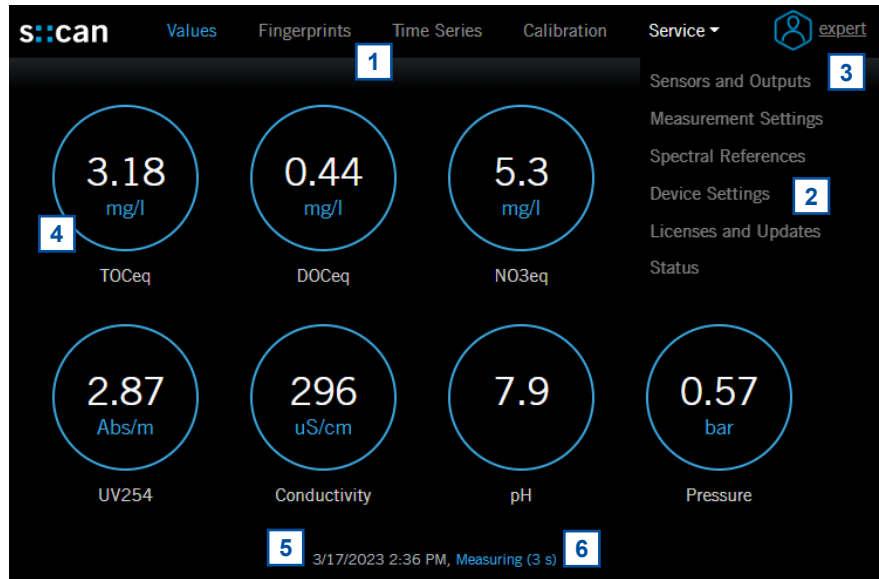 s::can Values Fingerprints Time Series Calibration Service expert
1
3
Sensors and Outputs
Measurement Settings
Spectral References
Device Settings
2
Licenses and Updates
Status
3.18 0.44 5.3
mg/l mg/l mg/l
4
TOCeq DOCeq NO3eq
2.87 296 7.9 0.57
Abs/m uS/cm bar
UV254 Conductivity pH Pressure
5 3/17/2023 2:36 PM, Measuring (3 s) 6